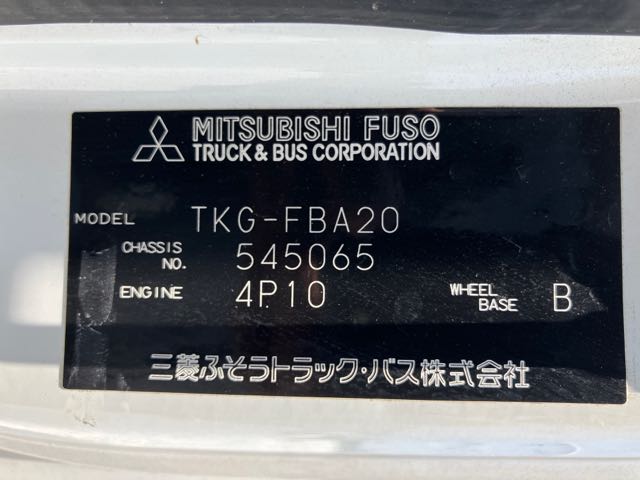 MITSUBISHI FUSO
TRUCK & BUS CORPORATION
MODEL TKG-FBA20
CHASSIS NO. 545065
ENGINE 4P10 WHEEL BASE B
三菱ふそうトラック・バス株式会社